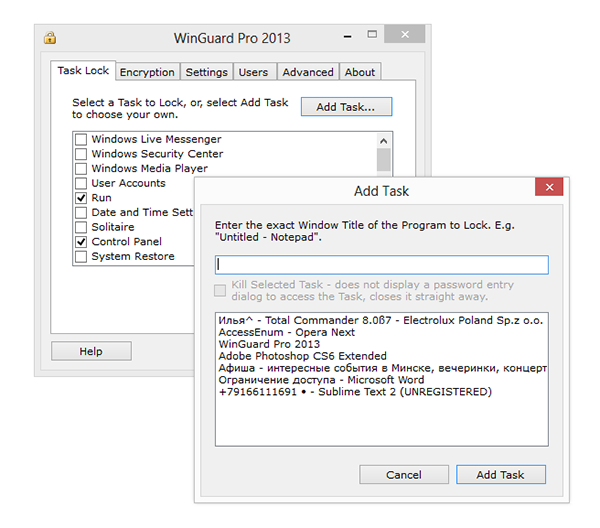 WinGuard Pro 2013
Task Lock
Encryption
Settings
Users
Advanced
About
Select a Task to Lock, or, select Add Task
to choose your own.
Add Task...
Windows Live Messenger
Windows Security Center
Windows Media Player
User Accounts
Run
Date and Time Sett
Solitaire
Control Panel
System Restore
Help
Add Task
Enter the exact Window Title of the Program to Lock. E.g.
"Untitled - Notepad".
Kill Selected Task - does not display a password entry
dialog to access the Task, closes it straight away.
Илья^ - Total Commander 8.0ß7 - Electrolux Poland Sp.z o.o.
AccessEnum - Opera Next
WinGuard Pro 2013
Adobe Photoshop CS6 Extended
Афиша - интересные события в Минске, вечеринки, концерт
Ограничение доступа - Microsoft Word
+79166111691 • - Sublime Text 2 (UNREGISTERED)
Cancel
Add Task